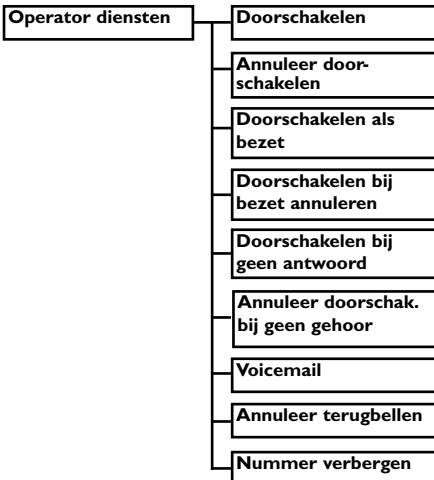 Operator diensten
Doorschakelen
Annuleer door-
schakelen
Doorschakelen als
bezet
Doorschakelen bij
bezet annuleren
Doorschakelen bij
geen antwoord
Annuleer doorschak.
bij geen gehoor
Voicemail
Annuleer terugbellen
Nummer verbergen